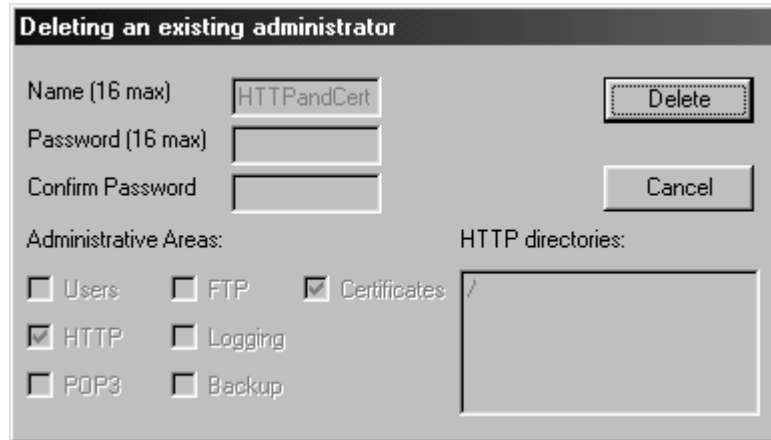 Deleting an existing administrator
Name (16 max)
HTTPandCert
Delete
Password (16 max)
Confirm Password
Cancel
Administrative Areas:
HTTP directories:
Users
FTP
Certificates
/
HTTP
Logging
POP3
Backup